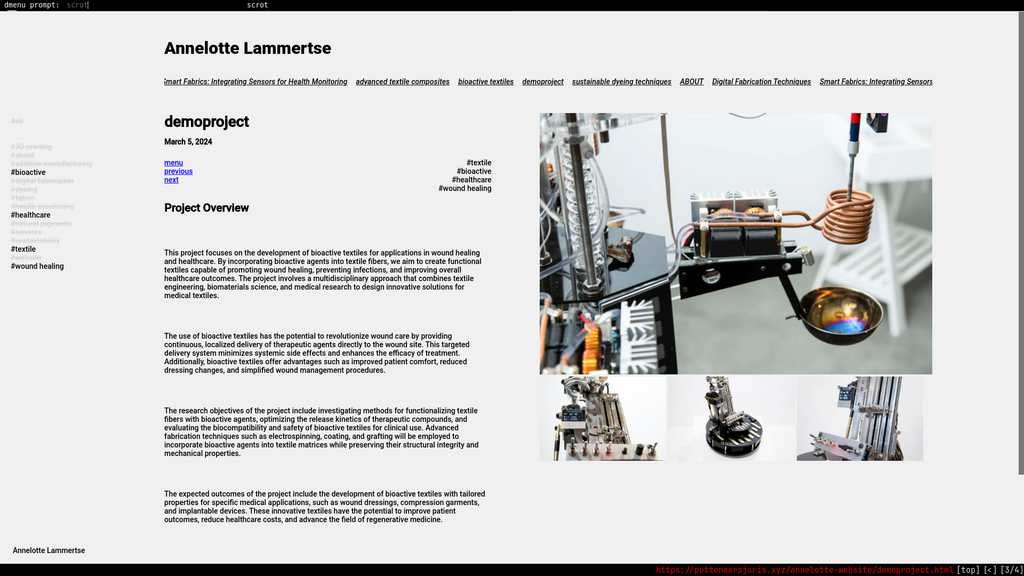 dmenu prompt: scrot scrot
Annelotte Lammertse
Smart Fabrics: Integrating Sensors for Health Monitoring advanced textile composites bioactive textiles demoproject sustainable dyeing techniques ABOUT Digital Fabrication Techniques Smart Fabrics: Integrating Sensors
#all
#3D printing
#about
#additive manufacturing
#bioactive
#digital fabrication
#dyeing
#fabric
#health monitoring
#healthcare
#natural pigments
#sensors
#sustainability
#textile
#website
#wound healing
demoproject
March 5, 2024
menu
previous
next
#textile
#bioactive
#healthcare
#wound healing
Project Overview
This project focuses on the development of bioactive textiles for applications in wound healing
and healthcare. By incorporating bioactive agents into textile fibers, we aim to create functional
textiles capable of promoting wound healing, preventing infections, and improving overall
healthcare outcomes. The project involves a multidisciplinary approach that combines textile
engineering, biomaterials science, and medical research to design innovative solutions for
medical textiles.
The use of bioactive textiles has the potential to revolutionize wound care by providing
continuous, localized delivery of therapeutic agents directly to the wound site. This targeted
delivery system minimizes systemic side effects and enhances the efficacy of treatment.
Additionally, bioactive textiles offer advantages such as improved patient comfort, reduced
dressing changes, and simplified wound management procedures.
The research objectives of the project include investigating methods for functionalizing textile
fibers with bioactive agents, optimizing the release kinetics of therapeutic compounds, and
evaluating the biocompatibility and safety of bioactive textiles for clinical use. Advanced
fabrication techniques such as electrospinning, coating, and grafting will be employed to
incorporate bioactive agents into textile matrices while preserving their structural integrity and
mechanical properties.
The expected outcomes of the project include the development of bioactive textiles with tailored
properties for specific medical applications, such as wound dressings, compression garments,
and implantable devices. These innovative textiles have the potential to improve patient
outcomes, reduce healthcare costs, and advance the field of regenerative medicine.
Annelotte Lammertse
https://putteneersjoris.xyz/annelotte-website/demoproject.html [top] [<] [3/4]